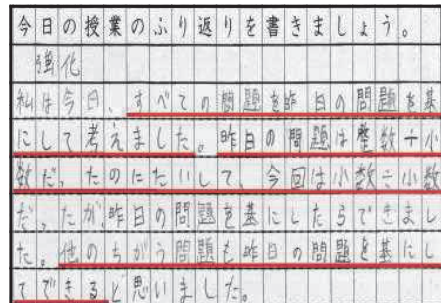 今日の授業のふり返りを書きましょう。
強化
私は今日、すべての問題を昨日の問題を基
にして考えました。昨日の問題は整数÷小
数だ、たのにたいして、今回は小数÷小数
だ、たが、昨日の問題を基にしたらできまし
た。他のちがう問題も昨日の問題を基にし
てできると思いました。